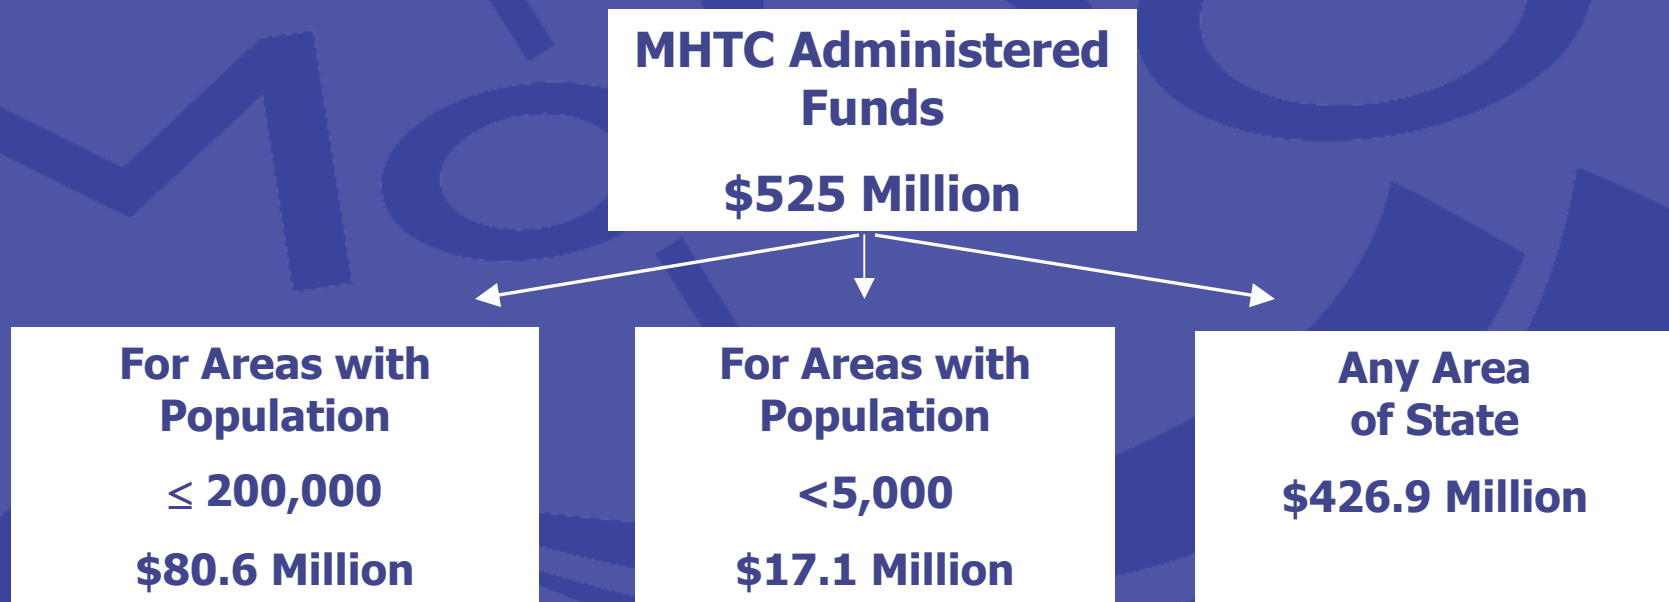 MHTC Administered
Funds
$525 Million
For Areas with
Population
≤ 200,000
$80.6 Million
For Areas with
Population
<5,000
$17.1 Million
Any Area
of State
$426.9 Million